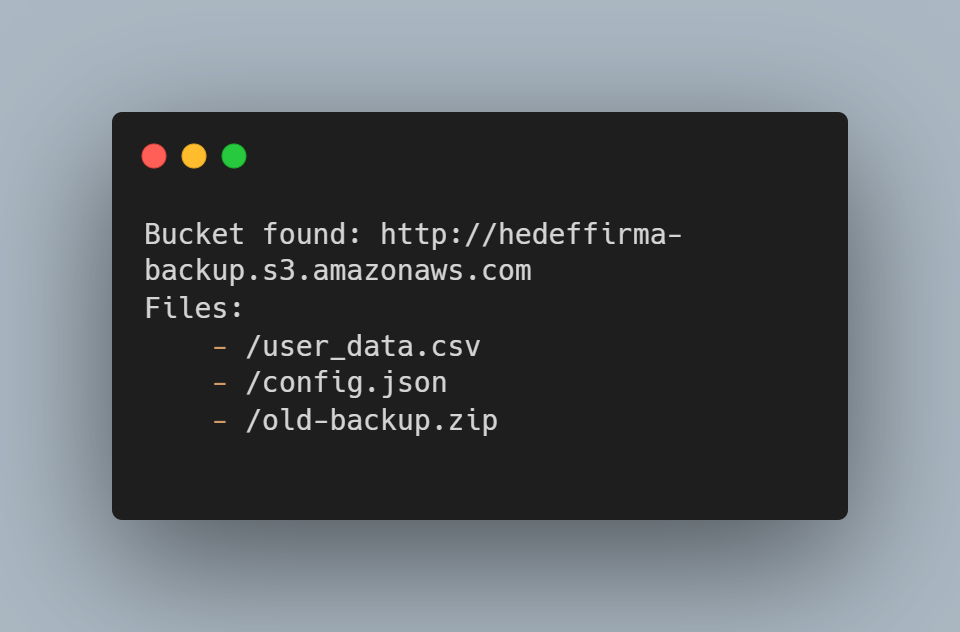 Bucket found: http://hedeffirma-
backup.s3.amazonaws.com
Files:
    - /user_data.csv
    - /config.json
    - /old-backup.zip